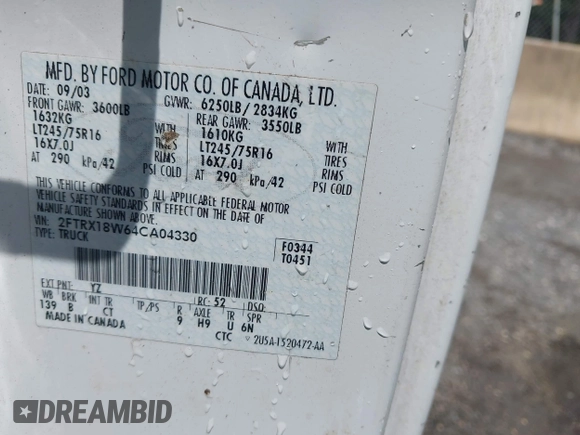 MFD. BY FORD MOTOR CO. OF CANADA, LTD.
DATE: 09/03 GVWR: 6250LB/ 2834KG
FRONT GAWR: 3600LB REAR GAWR: 3550LB
1632KG 1610KG WITH
LT245/75R16 TIRES LT245/75R16 TIRES
16X7.0J RIMS 16X7.0J RIMS
AT 290 kPa/42 PSI COLD AT 290 kPa/42 PSI COLD
THIS VEHICLE CONFORMS TO ALL APPLICABLE FEDERAL MOTOR
VEHICLE SAFETY STANDARDS IN EFFECT ON THE DATE OF
MANUFACTURE SHOWN ABOVE.
VIN: 2FTRX18W64CA04330
TYPE: TRUCK
F0344
T0451
EXT PNT: YZ RC: 52 DSO:
WB BRK INT TR TP/PS R AXLE TR SPR
139 B CT 9 H9 U 6N
MADE IN CANADA CTC 2U5A-1520472-AA
DREAMBID